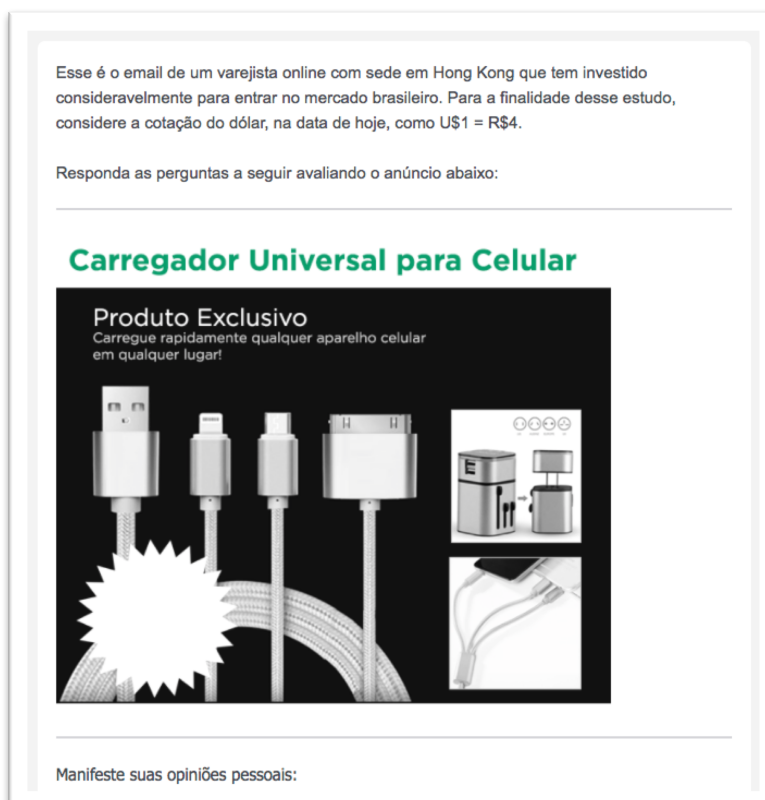 Esse é o email de um varejista online com sede em Hong Kong que tem investido
consideravelmente para entrar no mercado brasileiro. Para a finalidade desse estudo,
considere a cotação do dólar, na data de hoje, como U$1 = R$4.
Responda as perguntas a seguir avaliando o anúncio abaixo:
Carregador Universal para Celular
Produto Exclusivo
Carregue rapidamente qualquer aparelho celular
em qualquer lugar!
Manifeste suas opiniões pessoais: